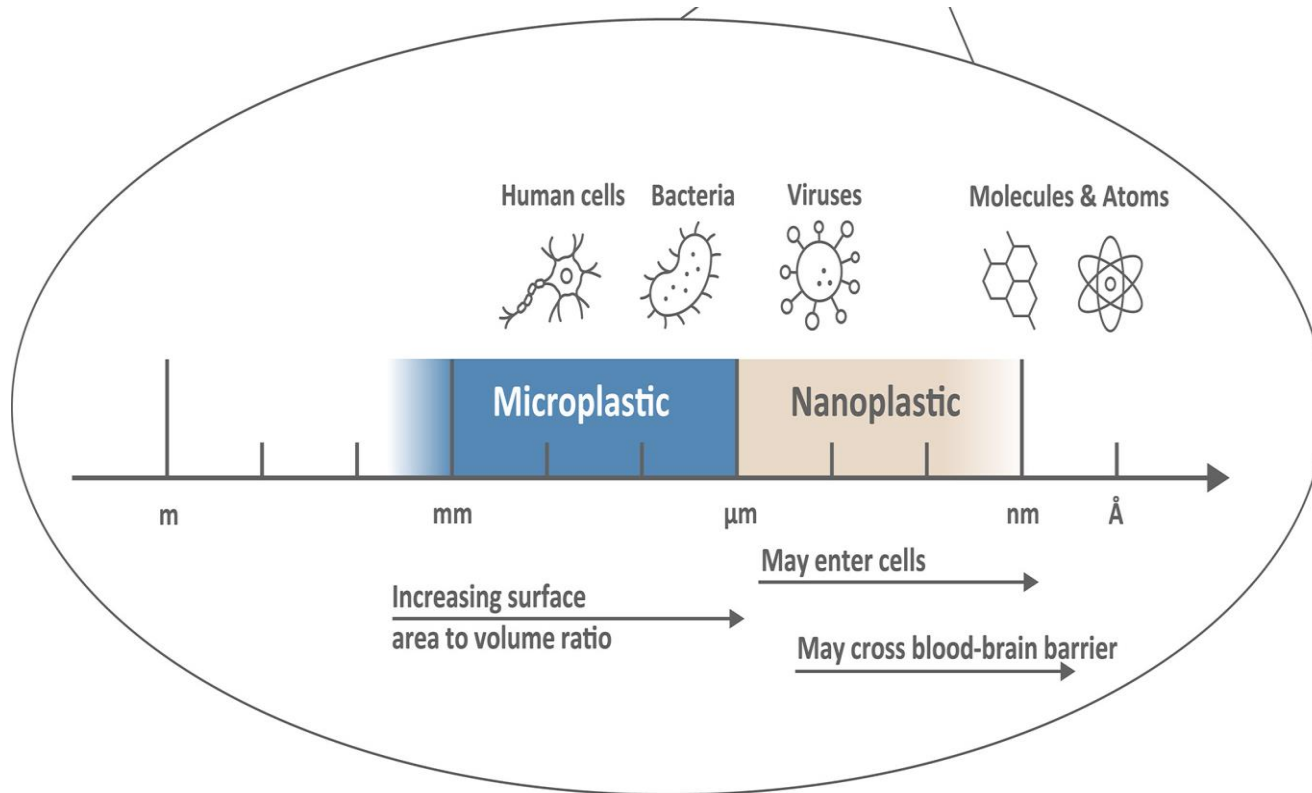 Human cells
Bacteria
Viruses
Molecules & Atoms
Microplastic
Nanoplastic
m
mm
μm
nm
Å
May enter cells
Increasing surface
area to volume ratio
May cross blood-brain barrier